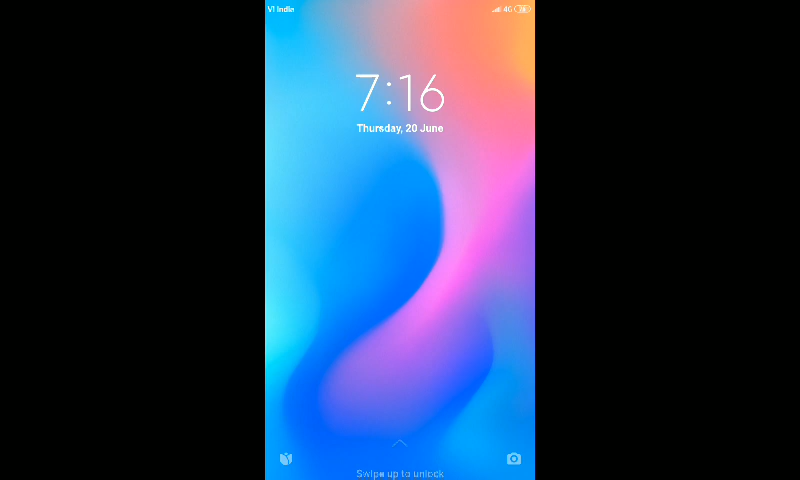 Vi India
4G
7:16
Thursday, 20 June
Swipe up to unlock